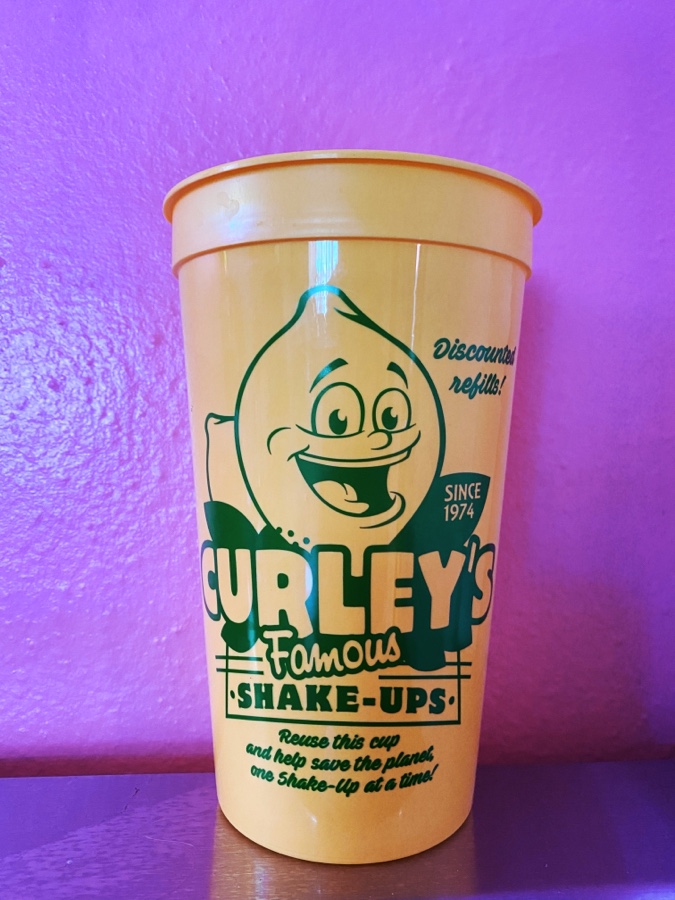 Discounted
refills!
SINCE
1974
CURLEY'S
Famous
·SHAKE-UPS·
Reuse this cup
and help save the planet,
one Shake-Up at a time!